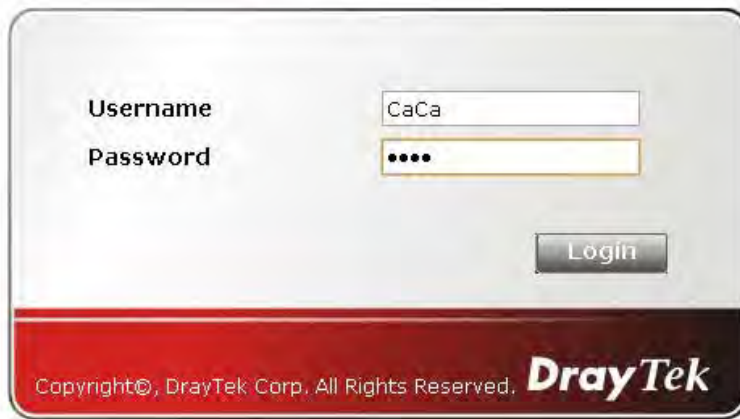 Username CaCa
Password ••••
Login
Copyright©, DrayTek Corp. All Rights Reserved. DrayTek